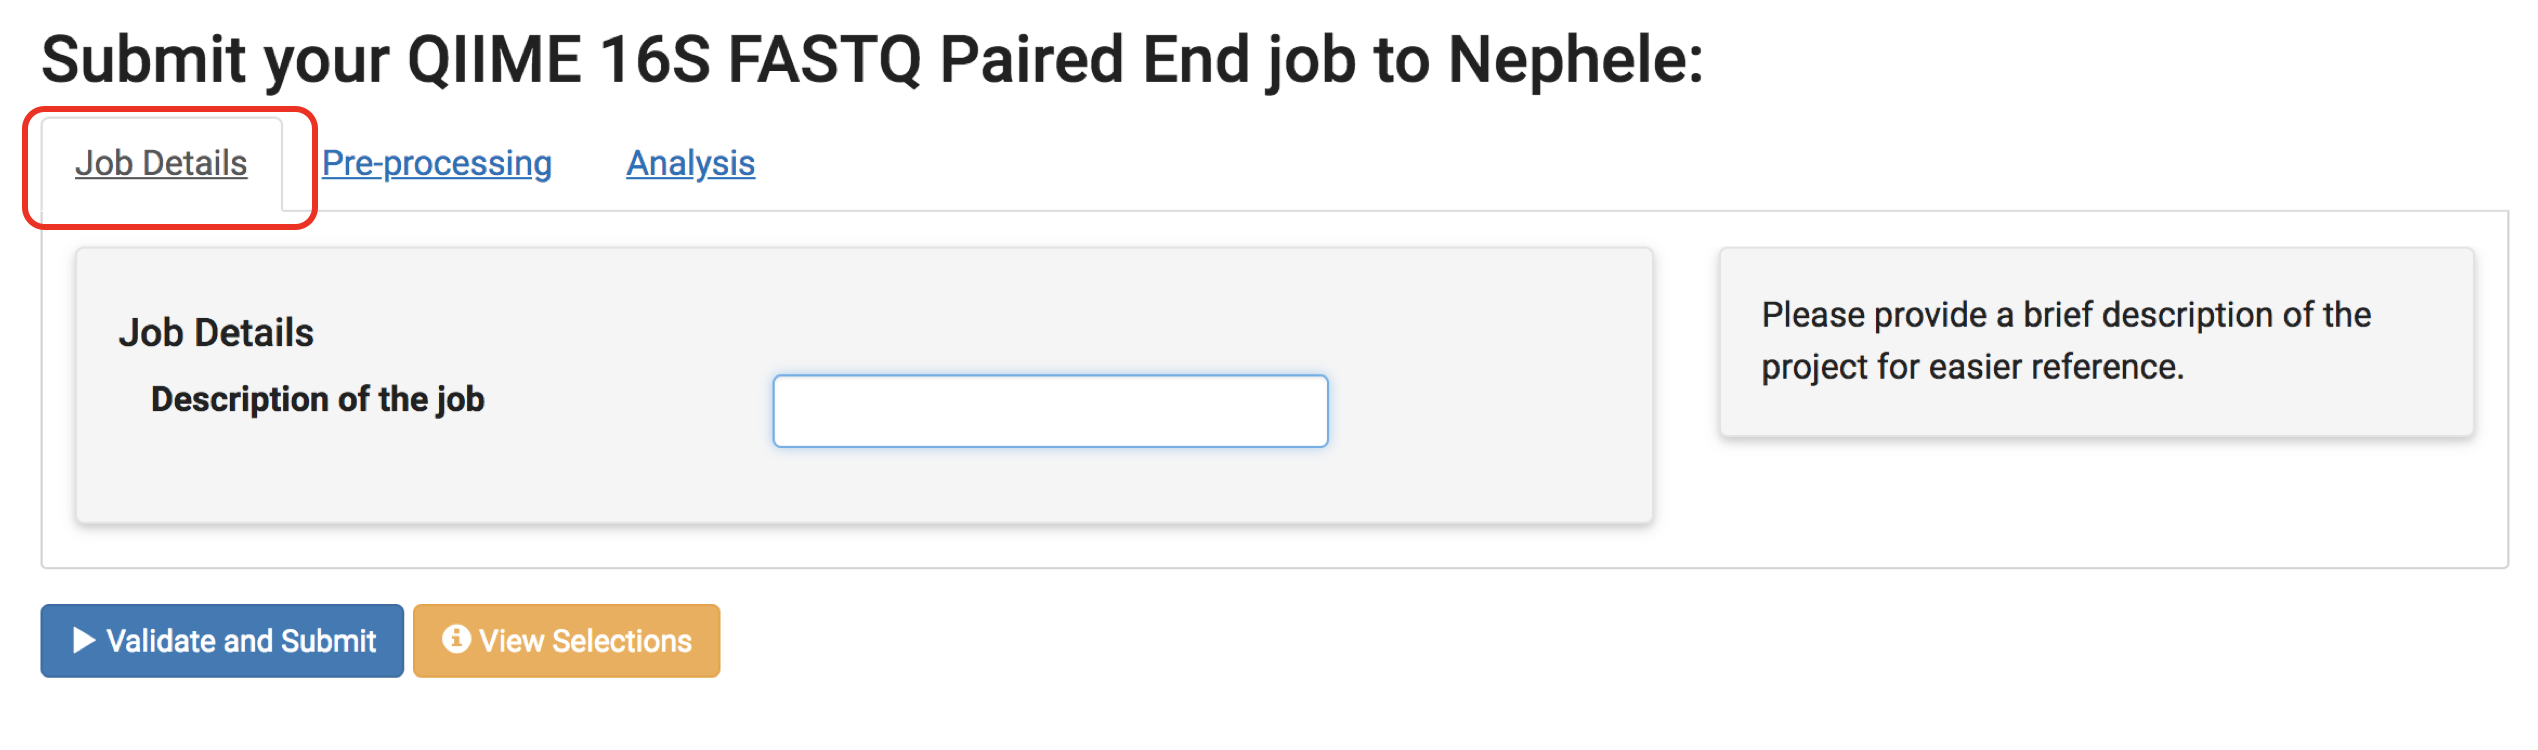 Submit your QIIME 16S FASTQ Paired End job to Nephele:
Job Details Pre-processing Analysis
Job Details
Description of the job
Please provide a brief description of the
project for easier reference.
Validate and Submit View Selections